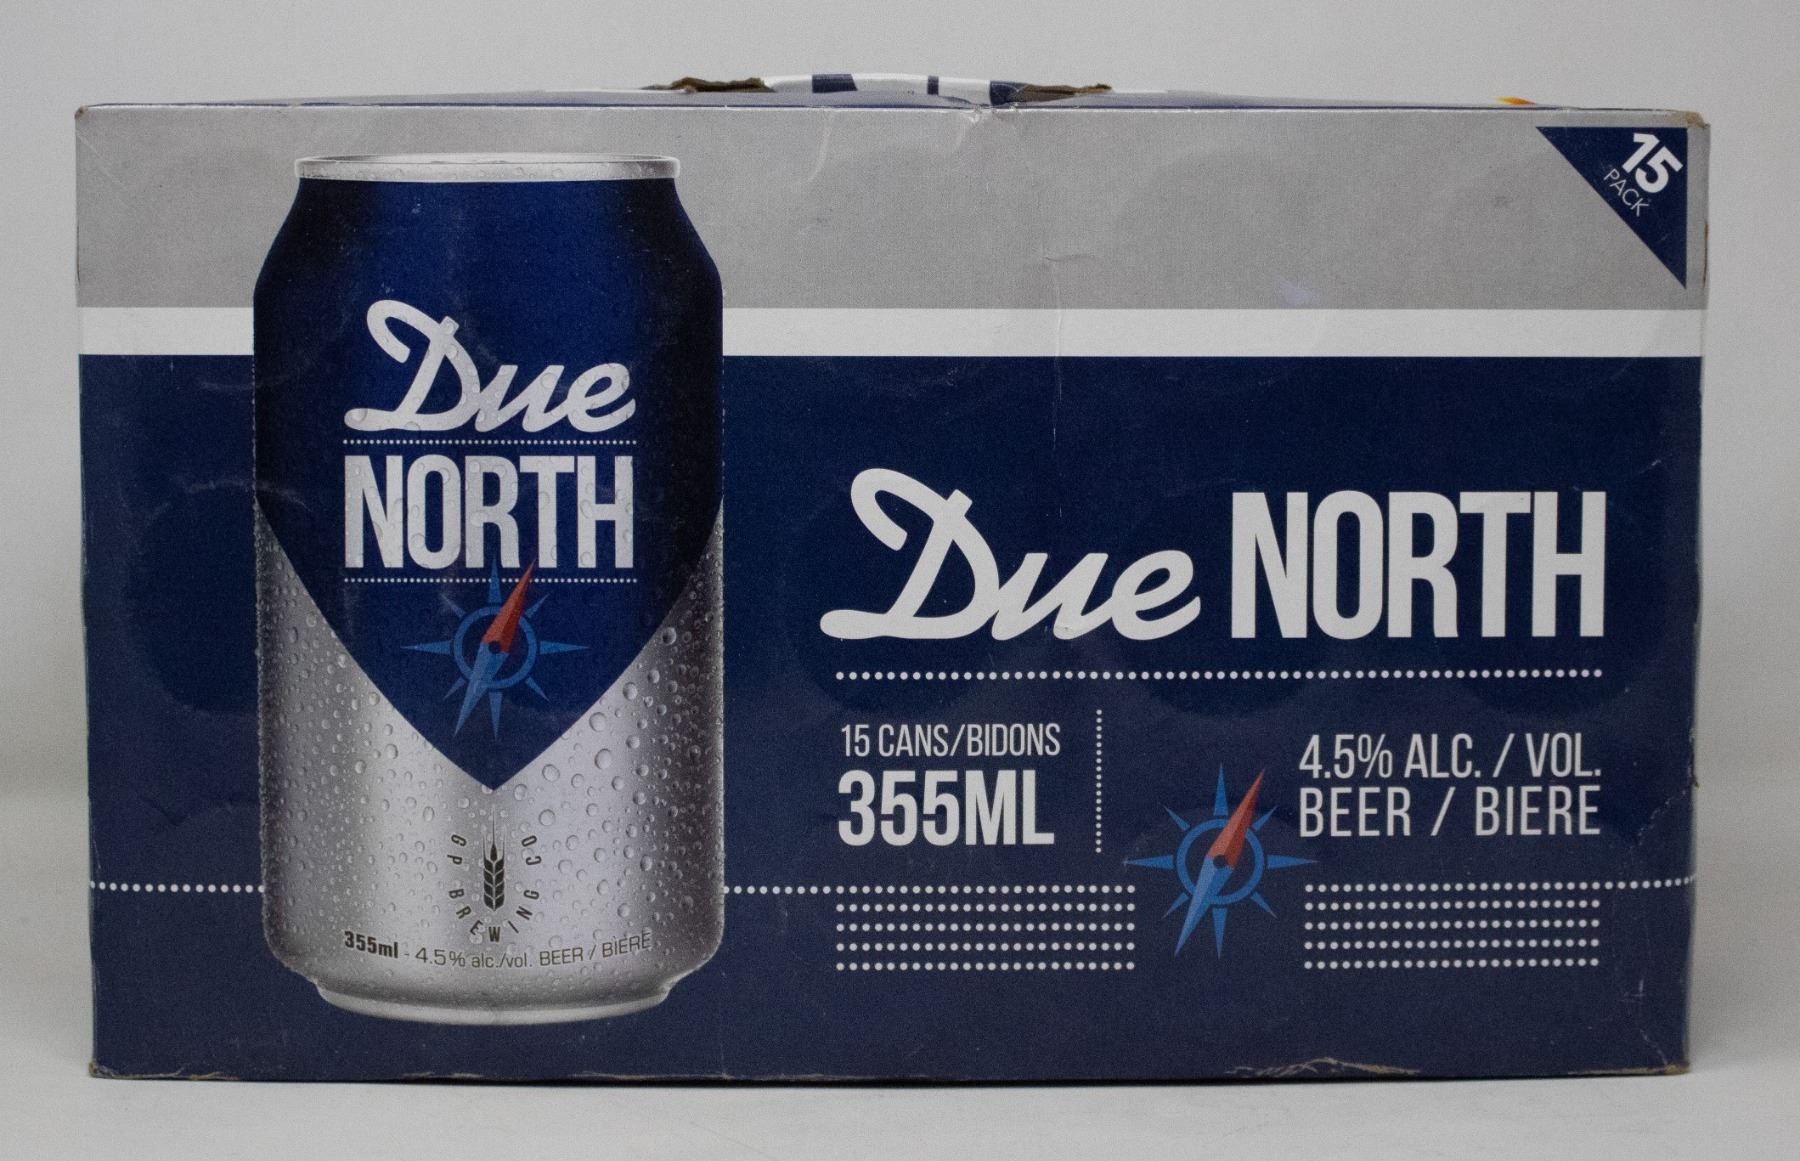 15
PACK
Due
NORTH
GP BREWING CO
355ml - 4.5% alc./vol. BEER / BIERE
Due NORTH
15 CANS/BIDONS
355ML
4.5% ALC. / VOL.
BEER / BIERE